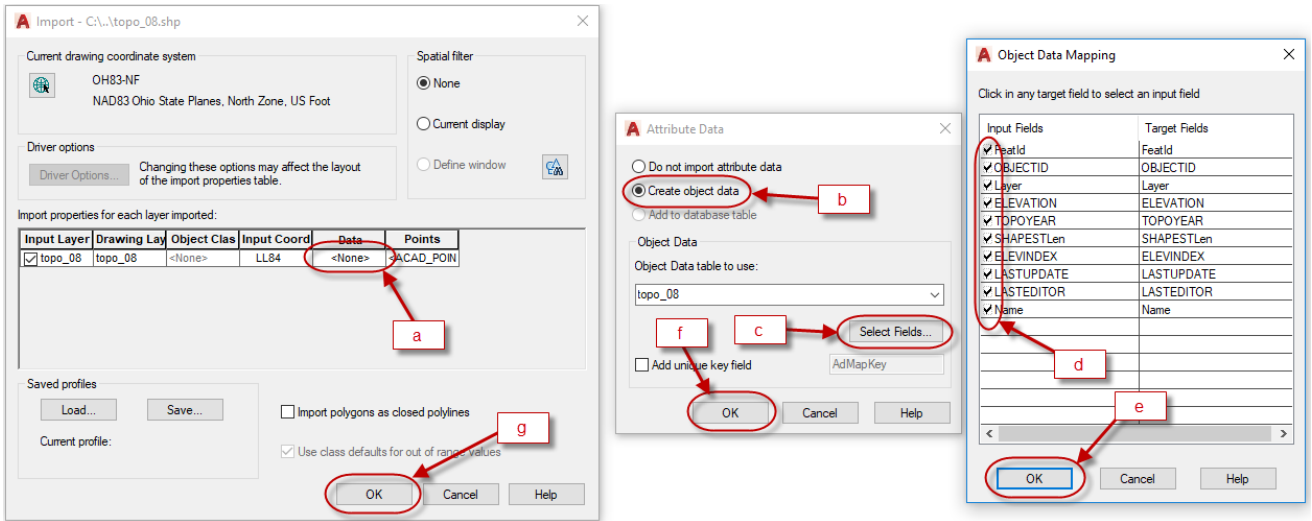 Import - C:\..\topo_08.shp
Current drawing coordinate system
OH83-NF
NAD83 Ohio State Planes, North Zone, US Foot
Spatial filter
None
Current display
Define window
Driver options
Driver Options...
Changing these options may affect the layout
of the import properties table.
Import properties for each layer imported:
Input Layer Drawing Lay Object Clas Input Coord Data Points
topo_08 topo_08 <None> LL84 <None> <ACAD_POIN
a
Saved profiles
Load... Save...
Current profile:
Import polygons as closed polylines
g
Use class defaults for out of range values
OK Cancel Help
Attribute Data
Do not import attribute data
Create object data
b
Add to database table
Object Data
Object Data table to use:
topo_08
f
c
Select Fields...
Add unique key field AdMapKey
OK Cancel Help
Object Data Mapping
Click in any target field to select an input field
Input Fields Target Fields
FeatId FeatId
OBJECTID OBJECTID
Layer Layer
ELEVATION ELEVATION
TOPOYEAR TOPOYEAR
SHAPESTLen SHAPESTLen
ELEVINDEX ELEVINDEX
LASTUPDATE LASTUPDATE
LASTEDITOR LASTEDITOR
Name Name
d
e
OK Cancel Help